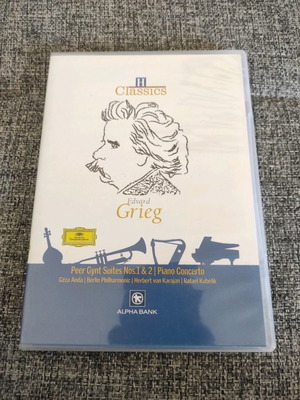 H
Classics
Edvard
Grieg
Peer Gynt Suites Nos.1 & 2 | Piano Concerto
Géza Anda | Berlin Philharmonic | Herbert von Karajan | Rafael Kubelík
ALPHA BANK